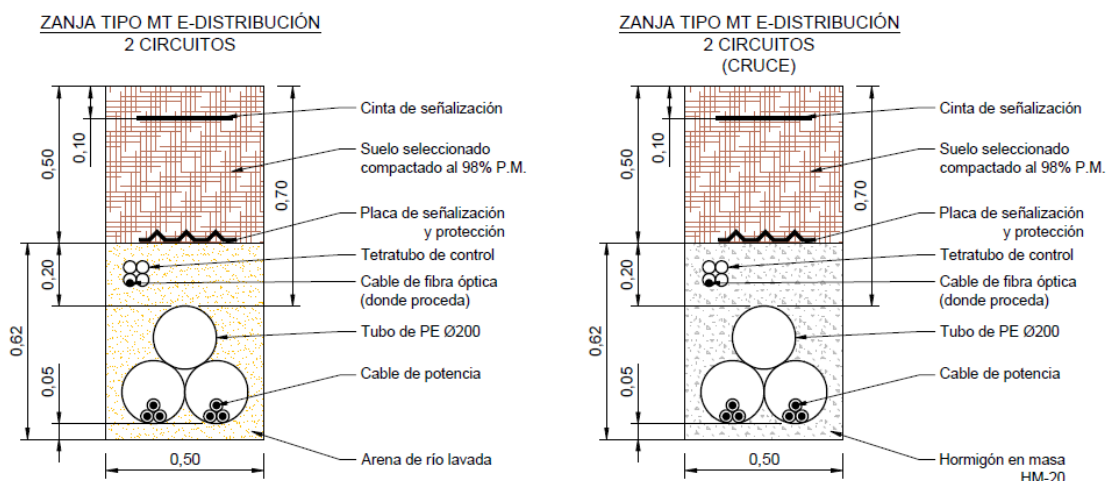 ZANJA TIPO MT E-DISTRIBUCIÓN
2 CIRCUITOS
0,50
0,10
0,70
0,20
0,62
0,05
0,50
Cinta de señalización
Suelo seleccionado
compactado al 98% P.M.
Placa de señalización
y protección
Tetratubo de control
Cable de fibra óptica
(donde proceda)
Tubo de PE Ø200
Cable de potencia
Arena de río lavada
ZANJA TIPO MT E-DISTRIBUCIÓN
2 CIRCUITOS
(CRUCE)
0,50
0,10
0,70
0,20
0,62
0,05
0,50
Cinta de señalización
Suelo seleccionado
compactado al 98% P.M.
Placa de señalización
y protección
Tetratubo de control
Cable de fibra óptica
(donde proceda)
Tubo de PE Ø200
Cable de potencia
Hormigón en masa
HM-20